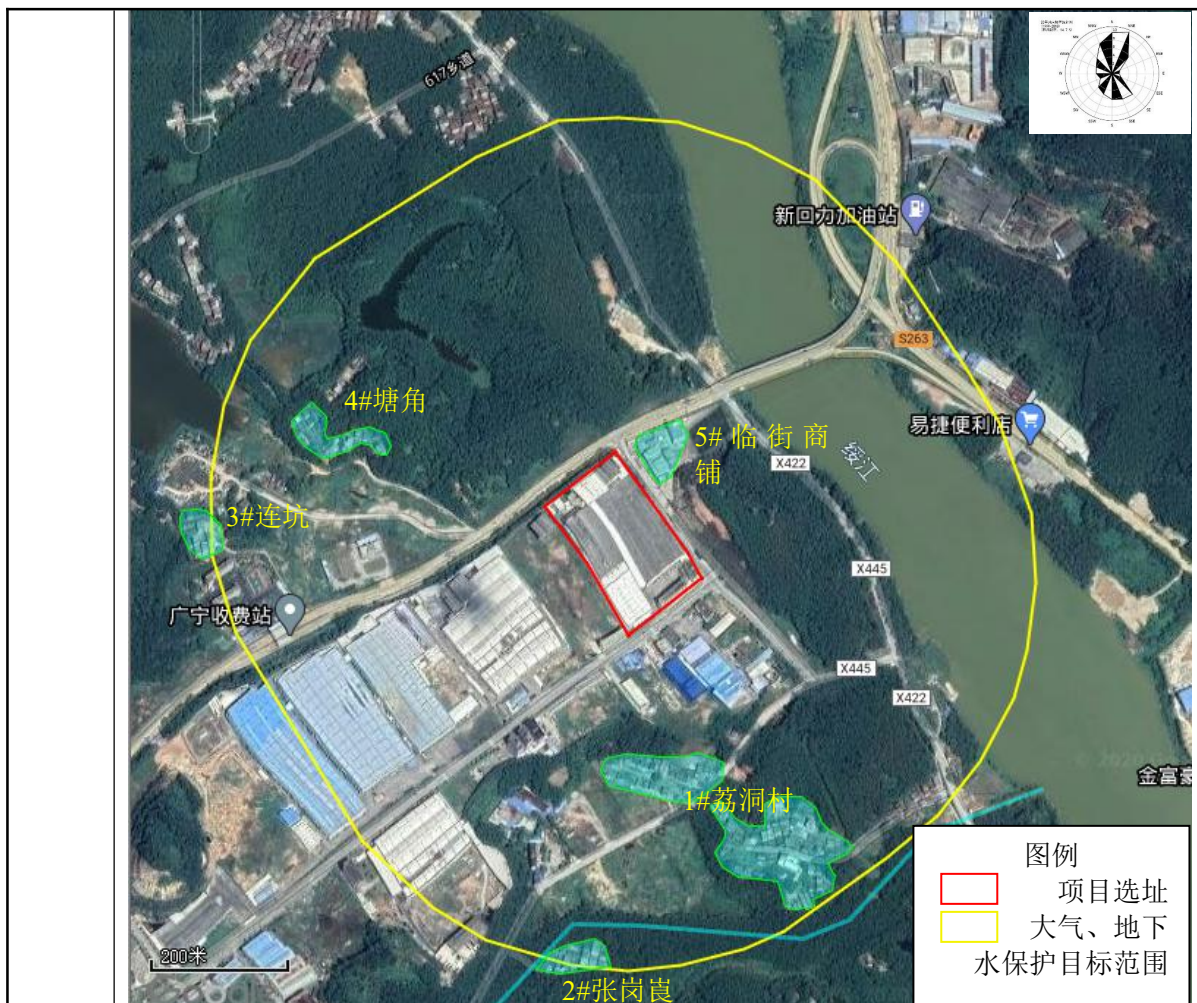 617乡道
新回力加油站
S263
4#塘角
易捷便利店
5# 临 街 商
铺
绥江
X422
3#连坑
X445
广宁收费站
X445
X422
金富豪
1#荔洞村
图例
项目选址
大气、地下
水保护目标范围
200米
2#张岗崀